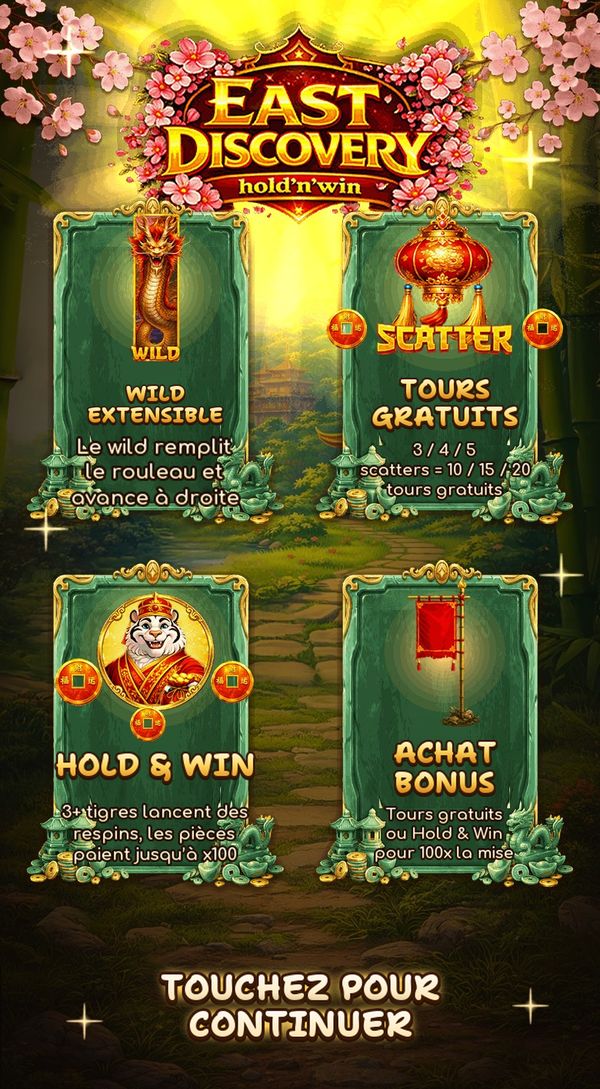 EAST
DISCOVERY
hold'n'win
WILD
WILD
EXTENSIBLE
Le wild remplit
le rouleau et
avance à droite
SCATTER
TOURS
GRATUITS
3 / 4 / 5
scatters = 10 / 15 / 20
tours gratuits
HOLD & WIN
3+ tigres lancent des
respins, les pièces
paient jusqu'à x100
ACHAT
BONUS
Tours gratuits
ou Hold & Win
pour 100x la mise
TOUCHEZ POUR
CONTINUER